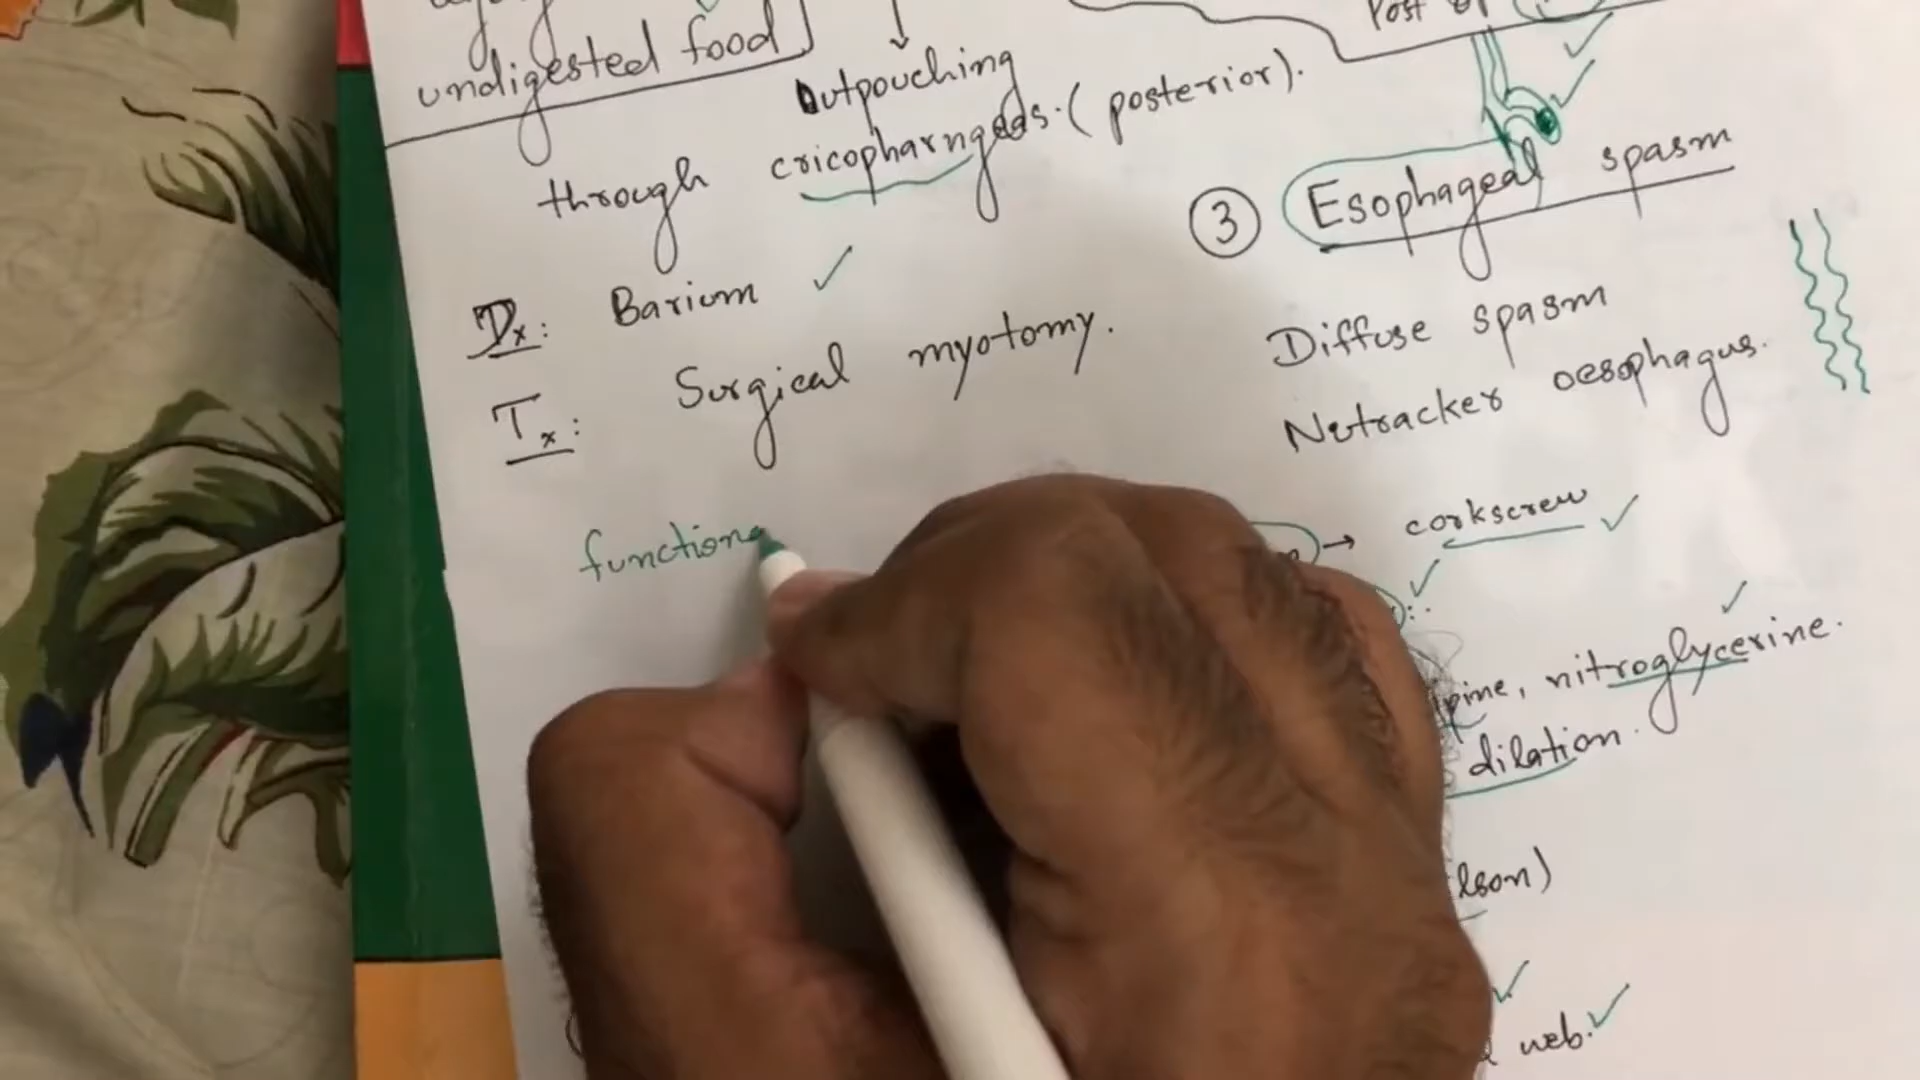 undigested food
Outpouching
through cricopharngeas. (posterior).
Dx: Barium ✓
Tx: Surgical myotomy.
functiona
Post
③ Esophageal spasm
Diffuse spasm
Nutracker oesophagus.
→ corkscrew ✓
nitroglycerine.
dilation.
web. ✓